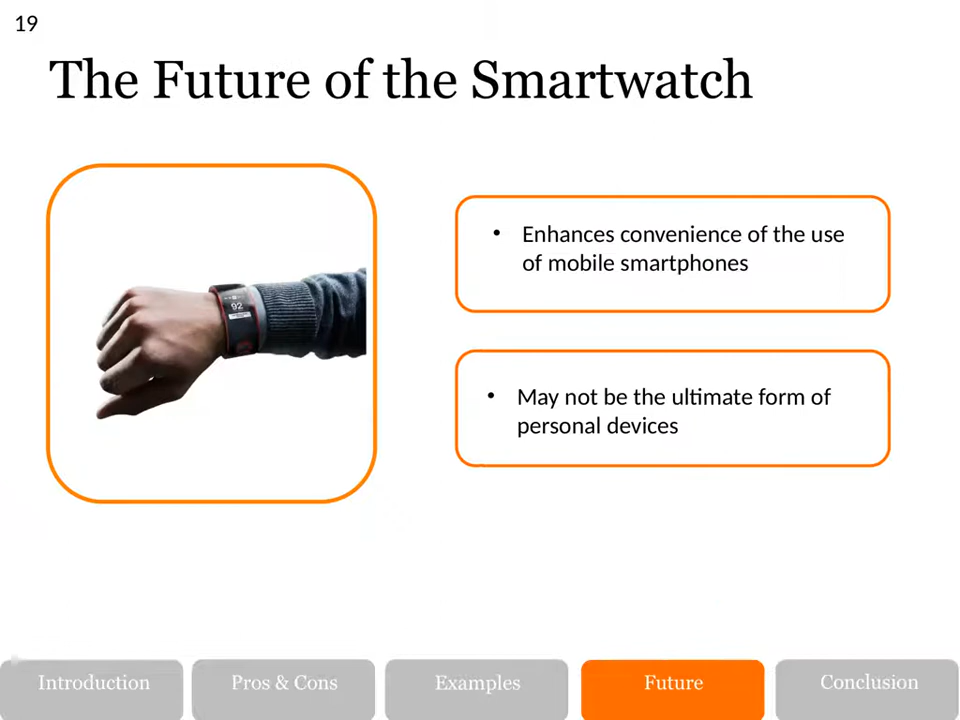 19
The Future of the Smartwatch
92
• Enhances convenience of the use
of mobile smartphones
• May not be the ultimate form of
personal devices
Introduction
Pros & Cons
Examples
Future
Conclusion